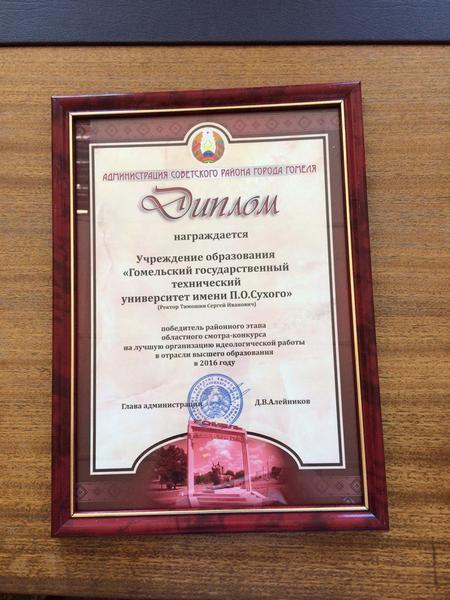 АДМИНИСТРАЦИЯ СОВЕТСКОГО РАЙОНА ГОРОДА ГОМЕЛЯ
Диплом
награждается
Учреждение образования
«Гомельский государственный
технический
университет имени П.О.Сухого»
(Ректор Тимошин Сергей Иванович)
победитель районного этапа
областного смотра-конкурса
на лучшую организацию идеологической работы
в отрасли высшего образования
в 2016 году
Глава администрации Д.В.Алейников
ГОМЕЛЬ